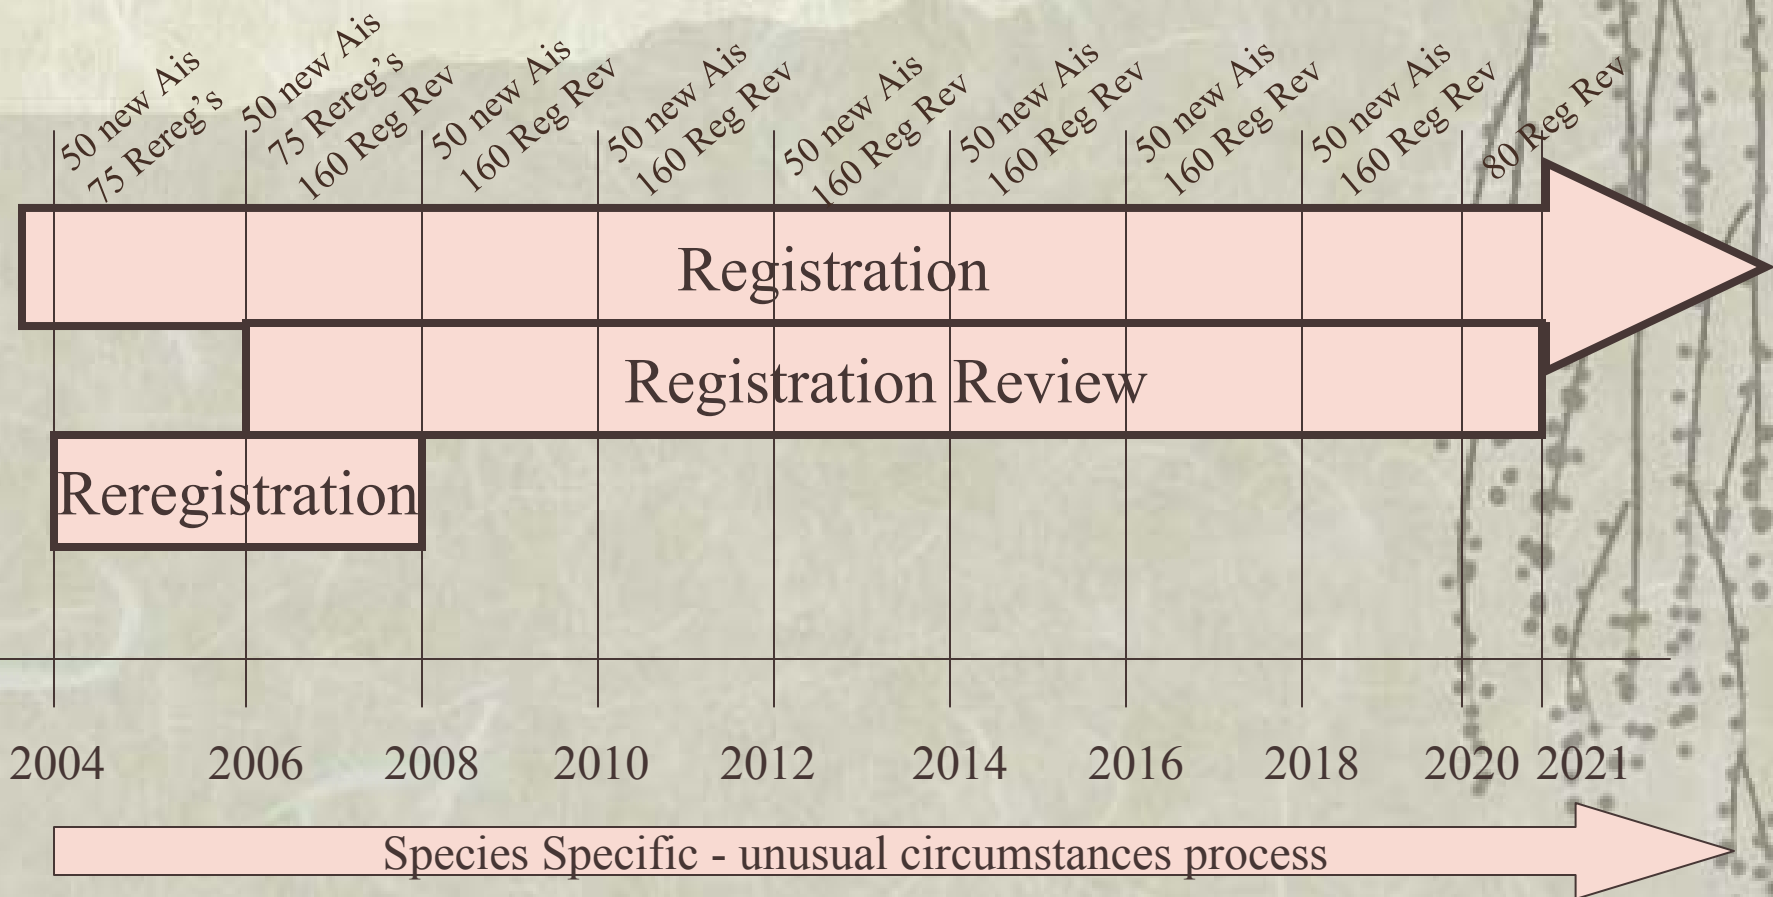 50 new Ais
75 Rereg's
50 new Ais
75 Rereg's
160 Reg Rev
50 new Ais
160 Reg Rev
50 new Ais
160 Reg Rev
50 new Ais
160 Reg Rev
50 new Ais
160 Reg Rev
50 new Ais
160 Reg Rev
50 new Ais
160 Reg Rev
80 Reg Rev
Registration
Registration Review
Reregistration
2004 2006 2008 2010 2012 2014 2016 2018 2020 2021
Species Specific - unusual circumstances process